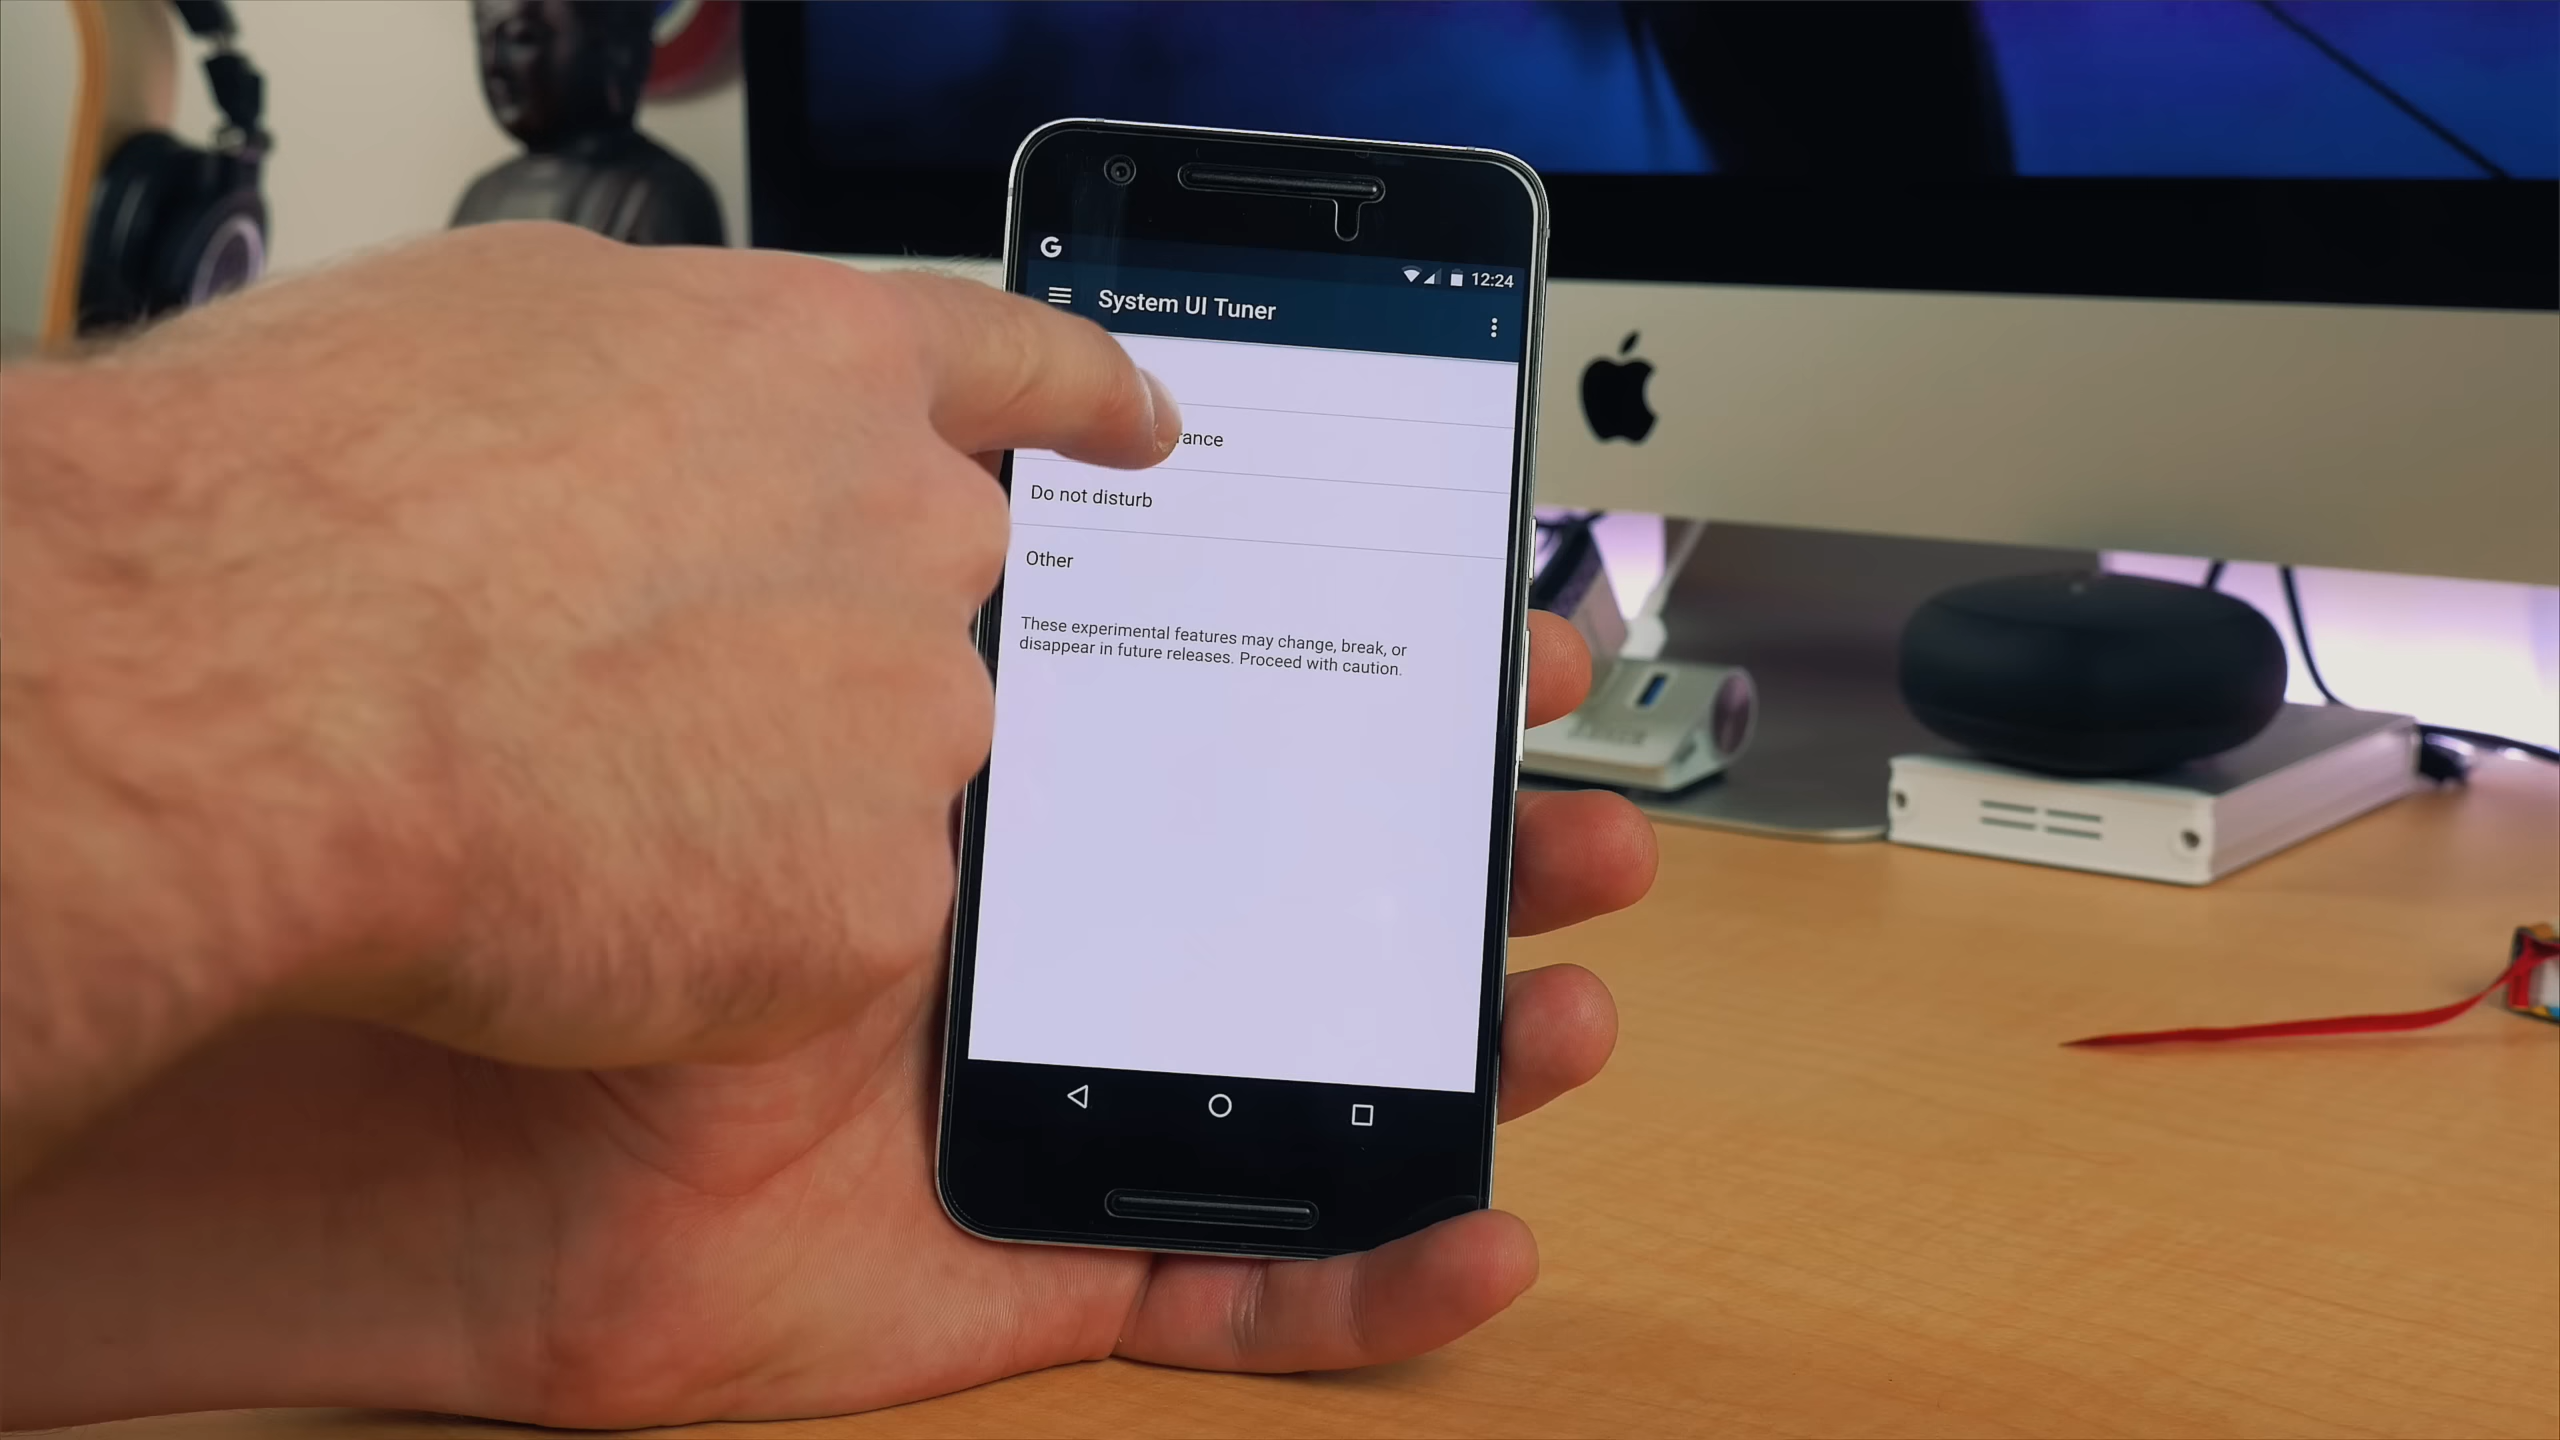 G
12:24
System UI Tuner
rance
Do not disturb
Other
These experimental features may change, break, or
disappear in future releases. Proceed with caution.